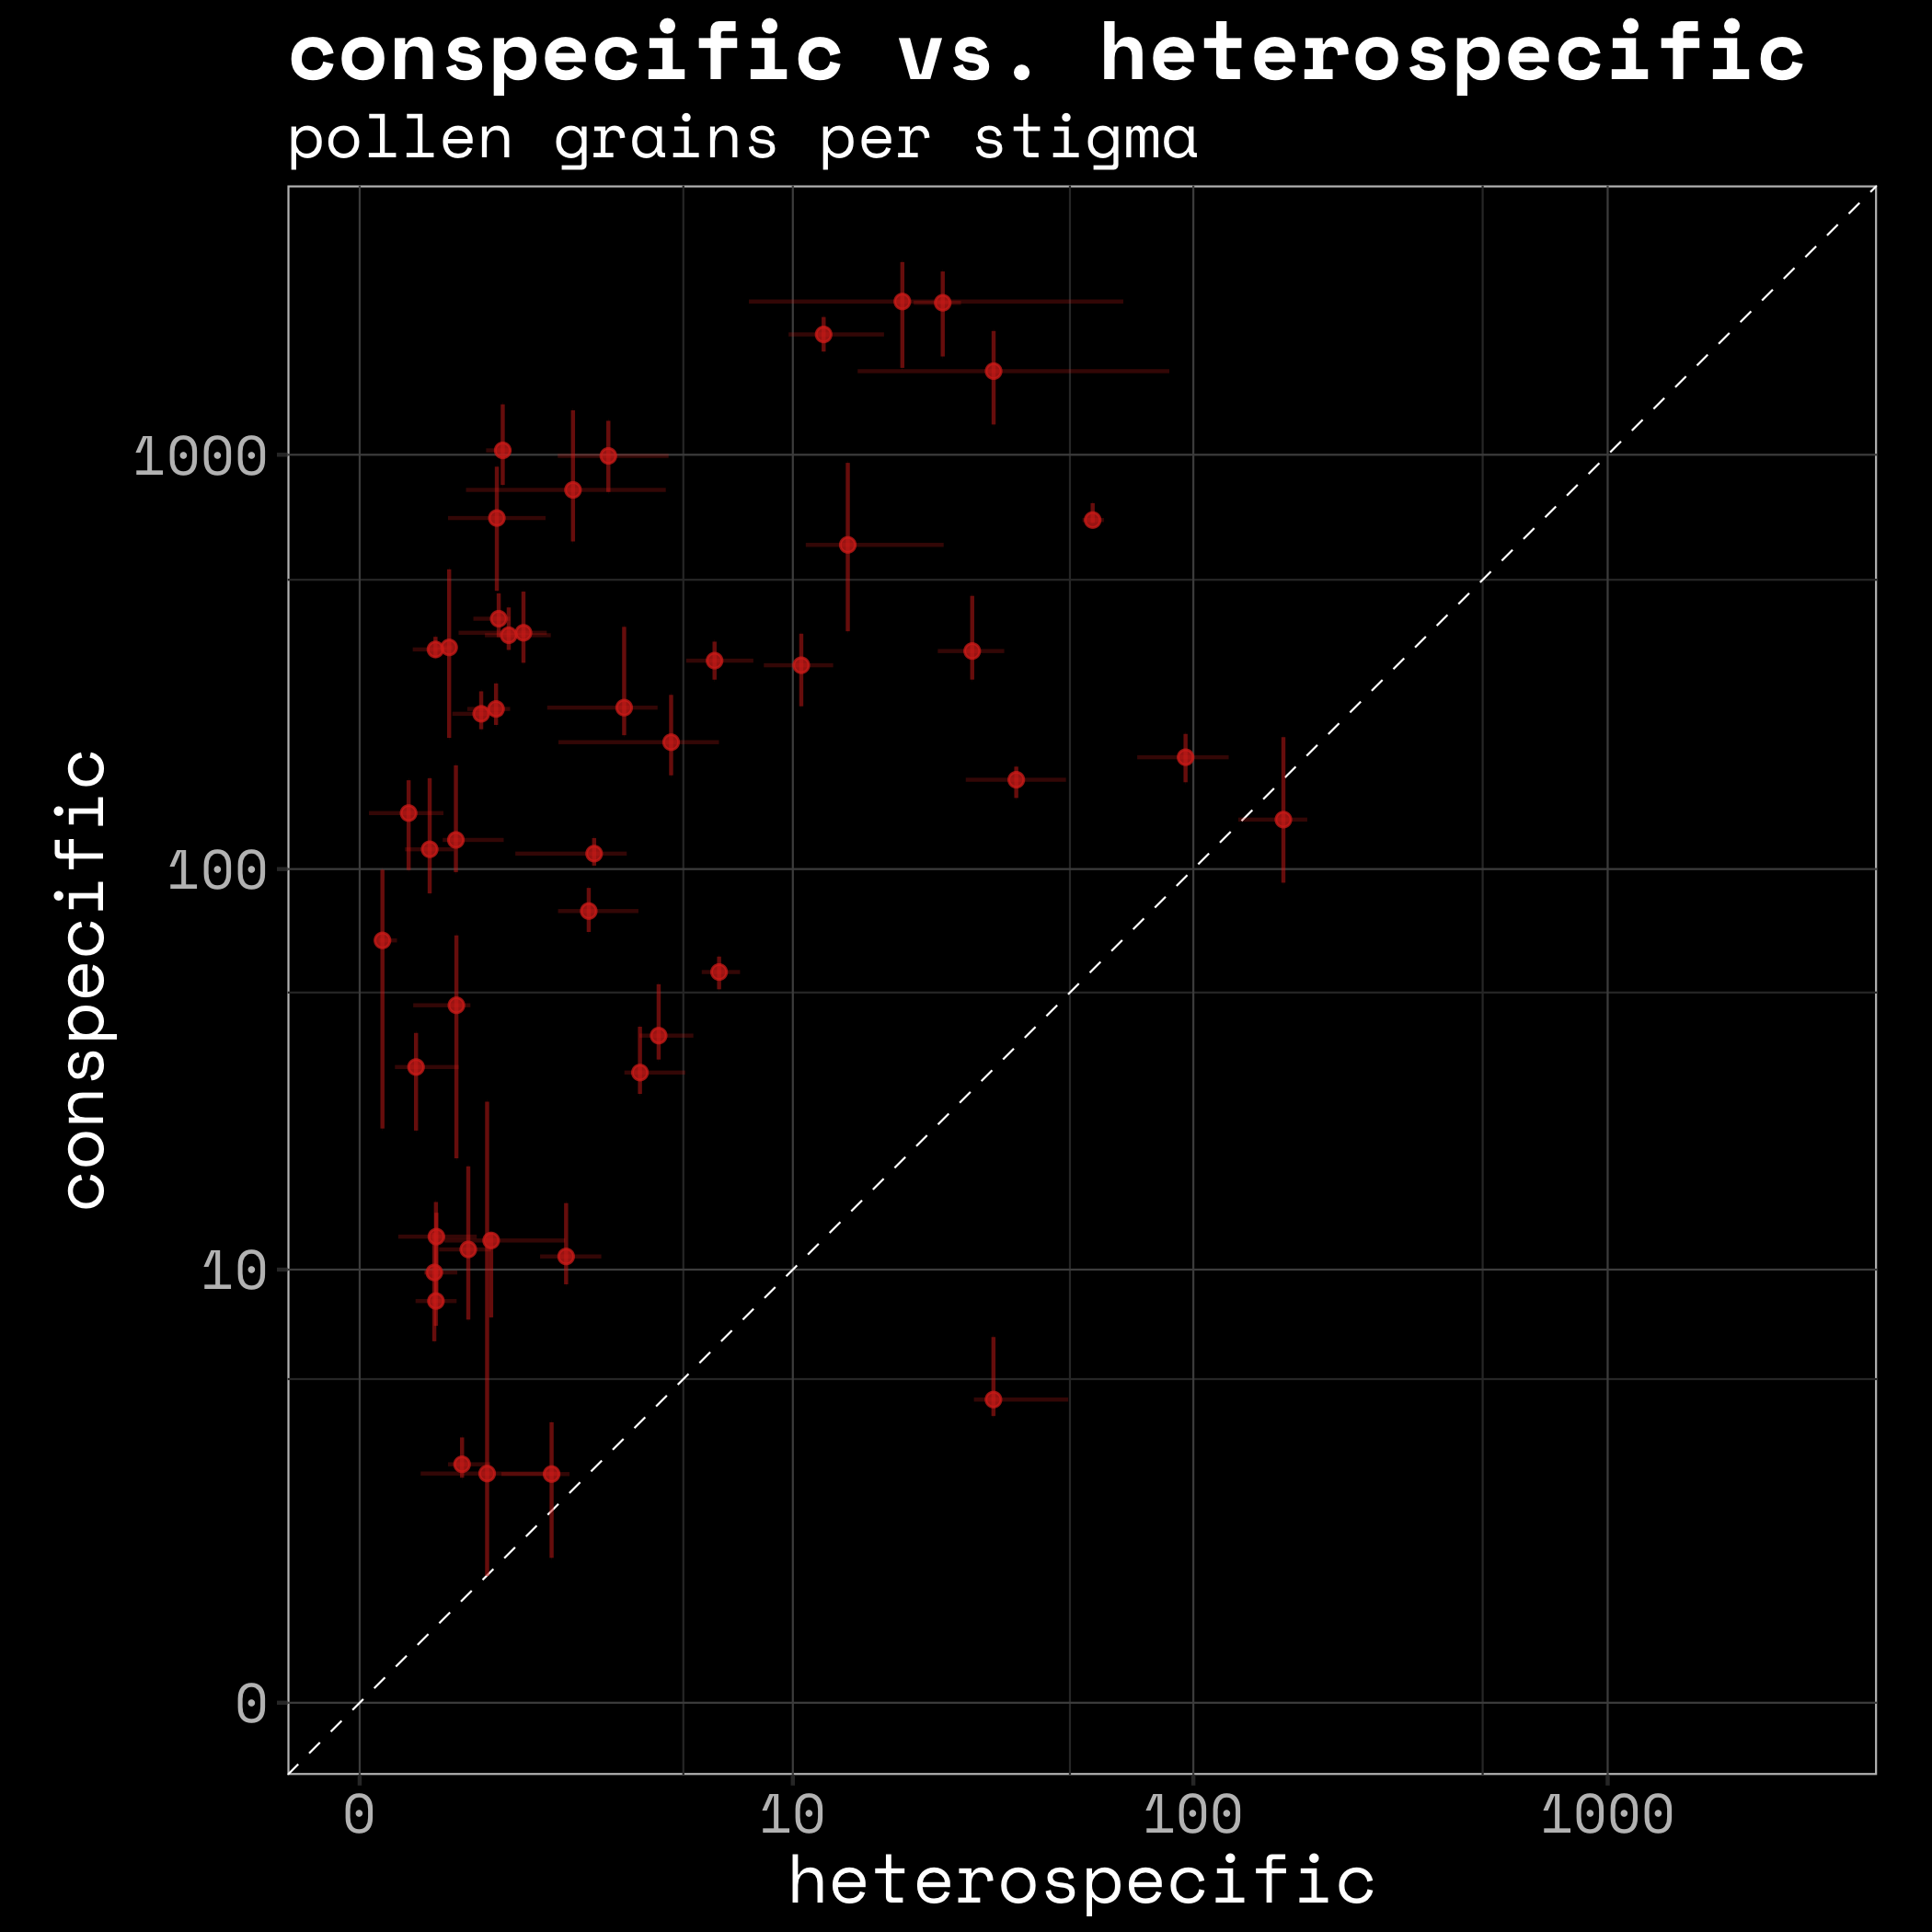 conspecific vs. heterospecific
pollen grains per stigma
conspecific
1000
100
10
0
0 10 100 1000
heterospecific